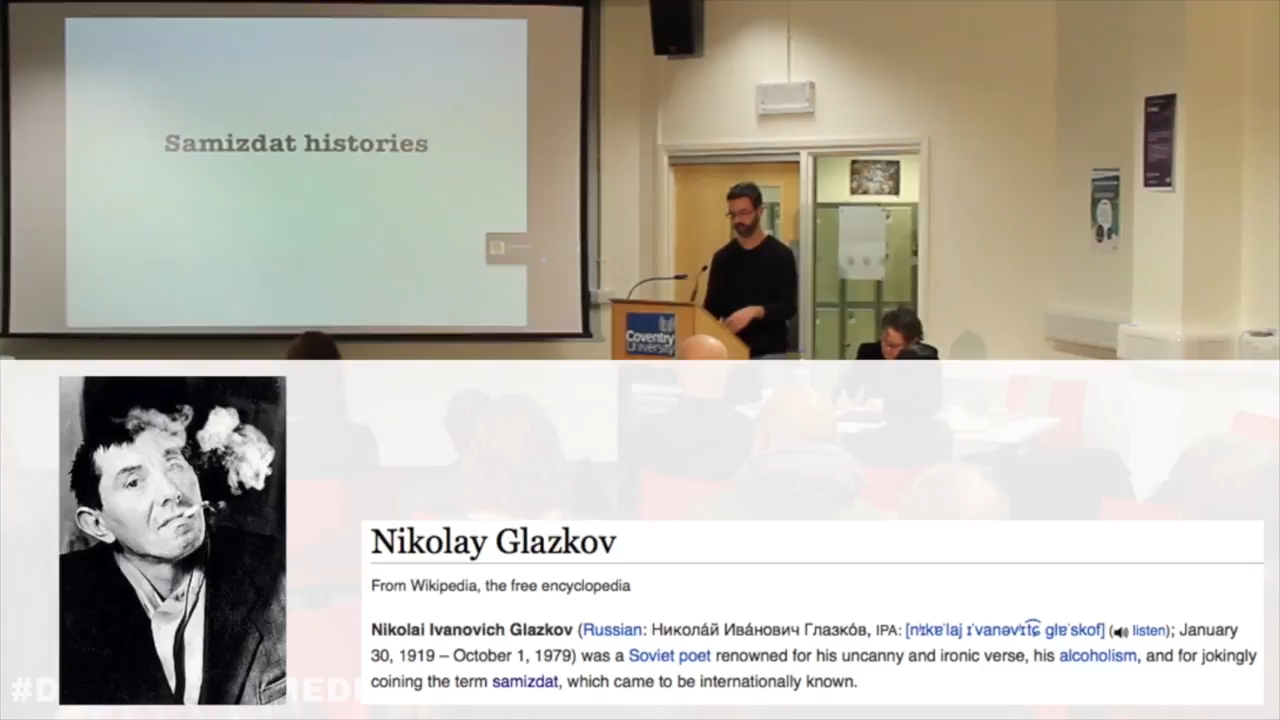 Samizdat histories
Coventry
University
Nikolay Glazkov
From Wikipedia, the free encyclopedia
Nikolai Ivanovich Glazkov (Russian: Никола́й Ива́нович Глазко́в, IPA: [nʲɪkɐˈlaj ɪˈvanəvʲɪt͡ɕ ɡlɐˈskof] (listen); January
30, 1919 – October 1, 1979) was a Soviet poet renowned for his uncanny and ironic verse, his alcoholism, and for jokingly
coining the term samizdat, which came to be internationally known.